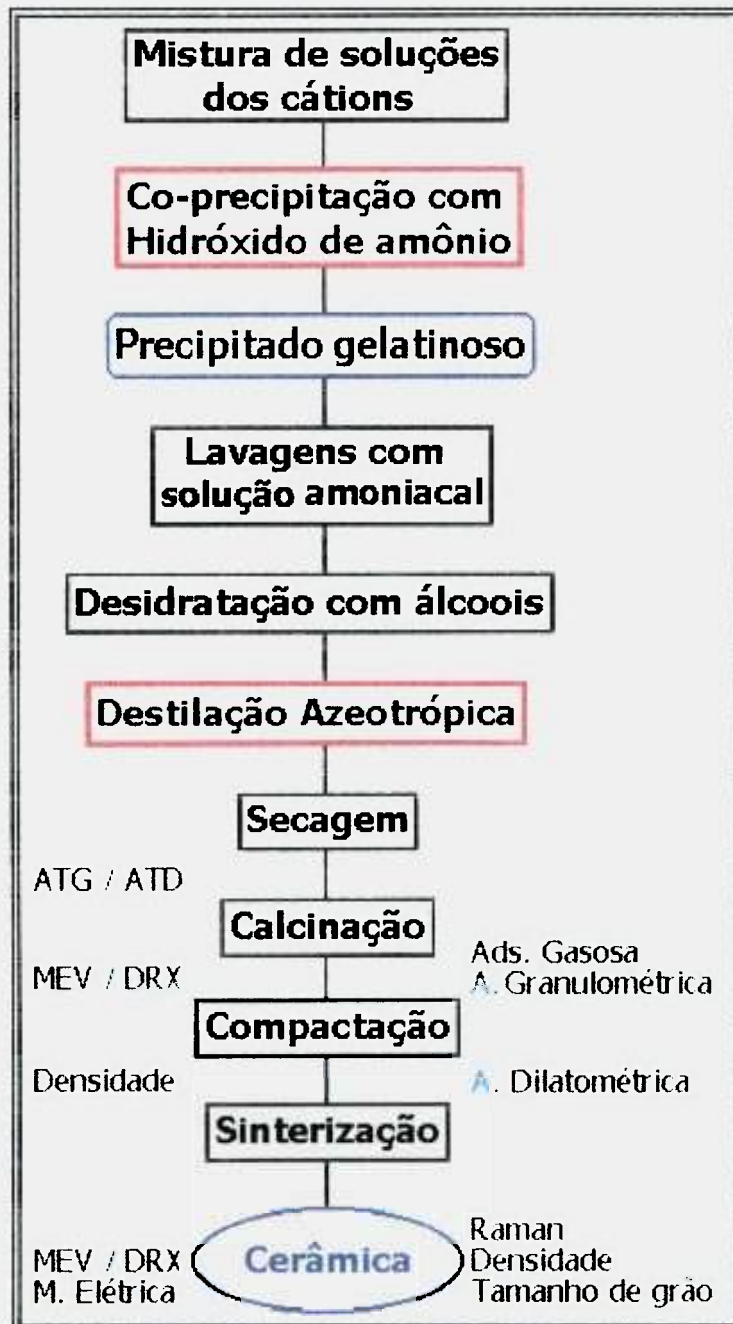 Mistura de soluções
dos cátions
Co-precipitação com
Hidróxido de amônio
Precipitado gelatinoso
Lavagens com
solução amoniacal
Desidratação com álcoois
Destilação Azeotrópica
Secagem
ATG / ATD
Calcinação
MEV / DRX
Ads. Gasosa
A. Granulométrica
Compactação
Densidade
A. Dilatométrica
Sinterização
Cerâmica
MEV / DRX
M. Elétrica
Raman
Densidade
Tamanho de grão